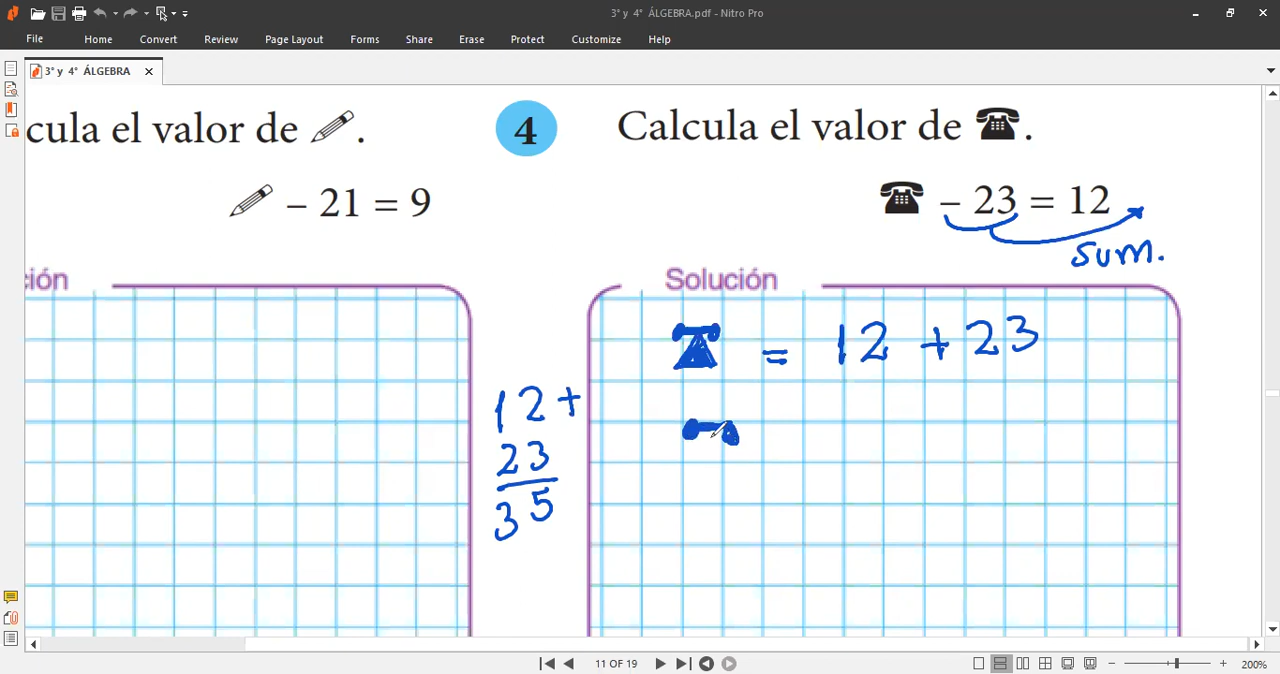 3° y 4° ÁLGEBRA.pdf - Nitro Pro
File Home Convert Review Page Layout Forms Share Erase Protect Customize Help
3° y 4° ÁLGEBRA
cula el valor de ✏.
✏ – 21 = 9
ción
4 Calcula el valor de ☎.
☎ – 23 = 12
sum.
Solución
= 12 + 23
12 +
23
35
11 OF 19
200%